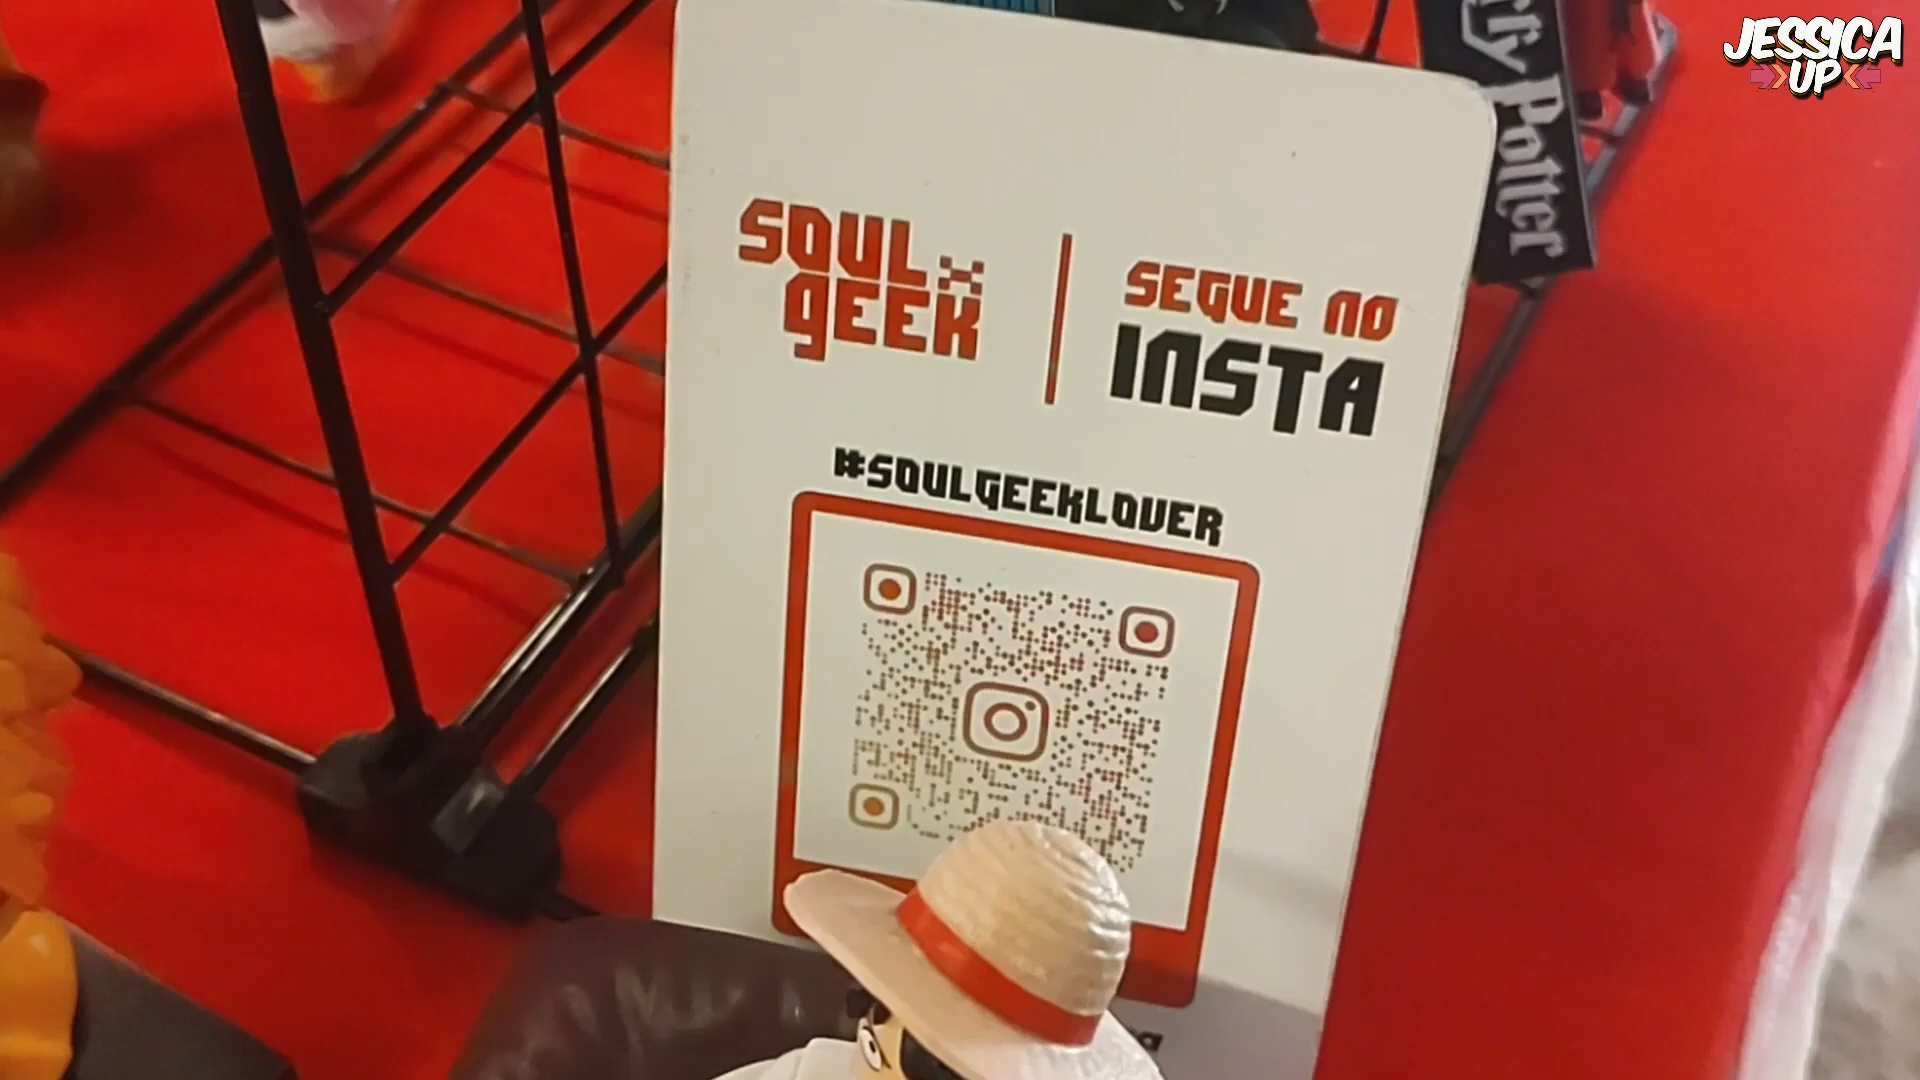 JESSICA
UP
Harry Potter
SOUL
GEEK
SEGUE NO
INSTA
#SOULGEEKLOVER